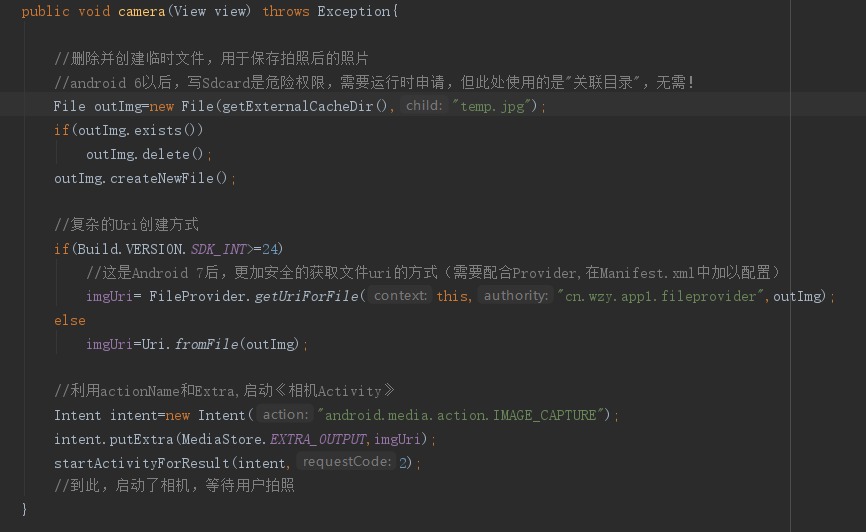 public void camera(View view) throws Exception{
//删除并创建临时文件，用于保存拍照后的照片
//android 6以后，写Sdcard是危险权限，需要运行时申请，但此处使用的是"关联目录"，无需！
File outImg=new File(getExternalCacheDir(), child: "temp.jpg");
if(outImg.exists())
outImg.delete();
outImg.createNewFile();
//复杂的Uri创建方式
if(Build.VERSION.SDK_INT>=24)
//这是Android 7后，更加安全的获取文件uri的方式（需要配合Provider,在Manifest.xml中加以配置）
imgUri= FileProvider.getUriForFile( context: this, authority: "cn.wzy.app1.fileprovider",outImg);
else
imgUri=Uri.fromFile(outImg);
//利用actionName和Extra,启动《相机Activity》
Intent intent=new Intent( action: "android.media.action.IMAGE_CAPTURE");
intent.putExtra(MediaStore.EXTRA_OUTPUT,imgUri);
startActivityForResult(intent, requestCode: 2);
//到此，启动了相机，等待用户拍照
}